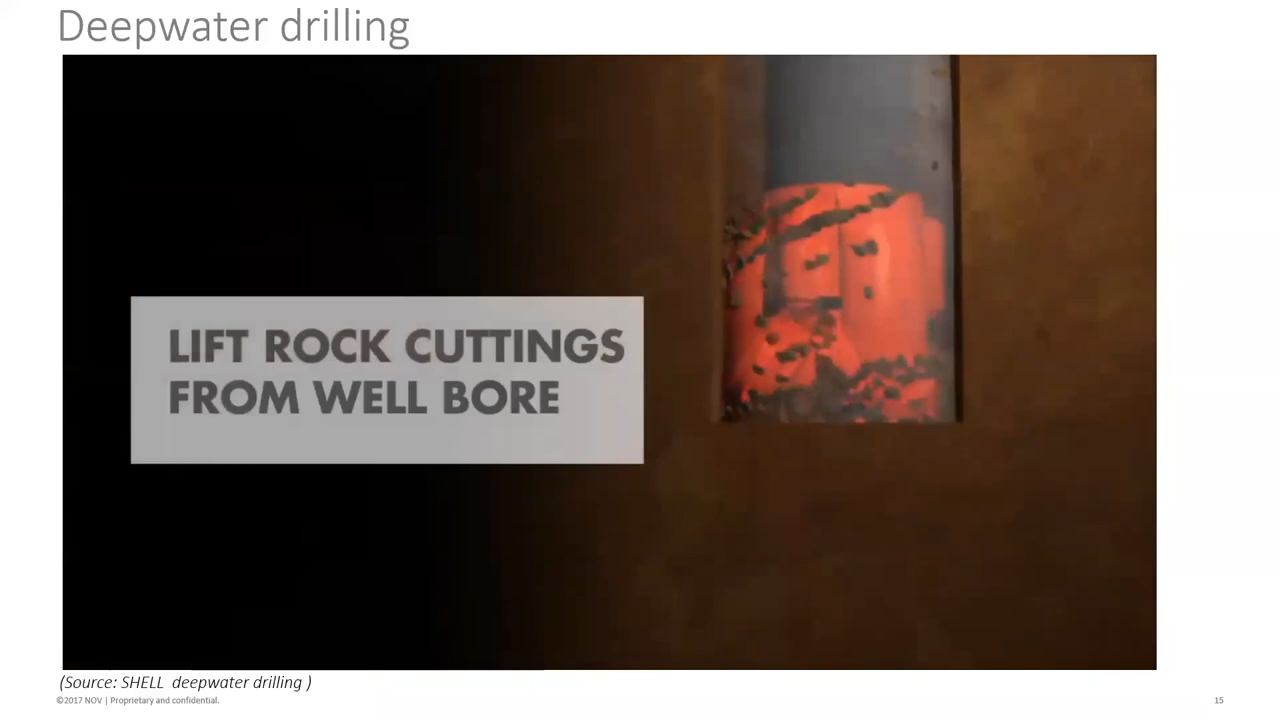 Deepwater drilling
LIFT ROCK CUTTINGS
FROM WELL BORE
(Source: SHELL  deepwater drilling )
©2017 NOV | Proprietary and confidential.
15